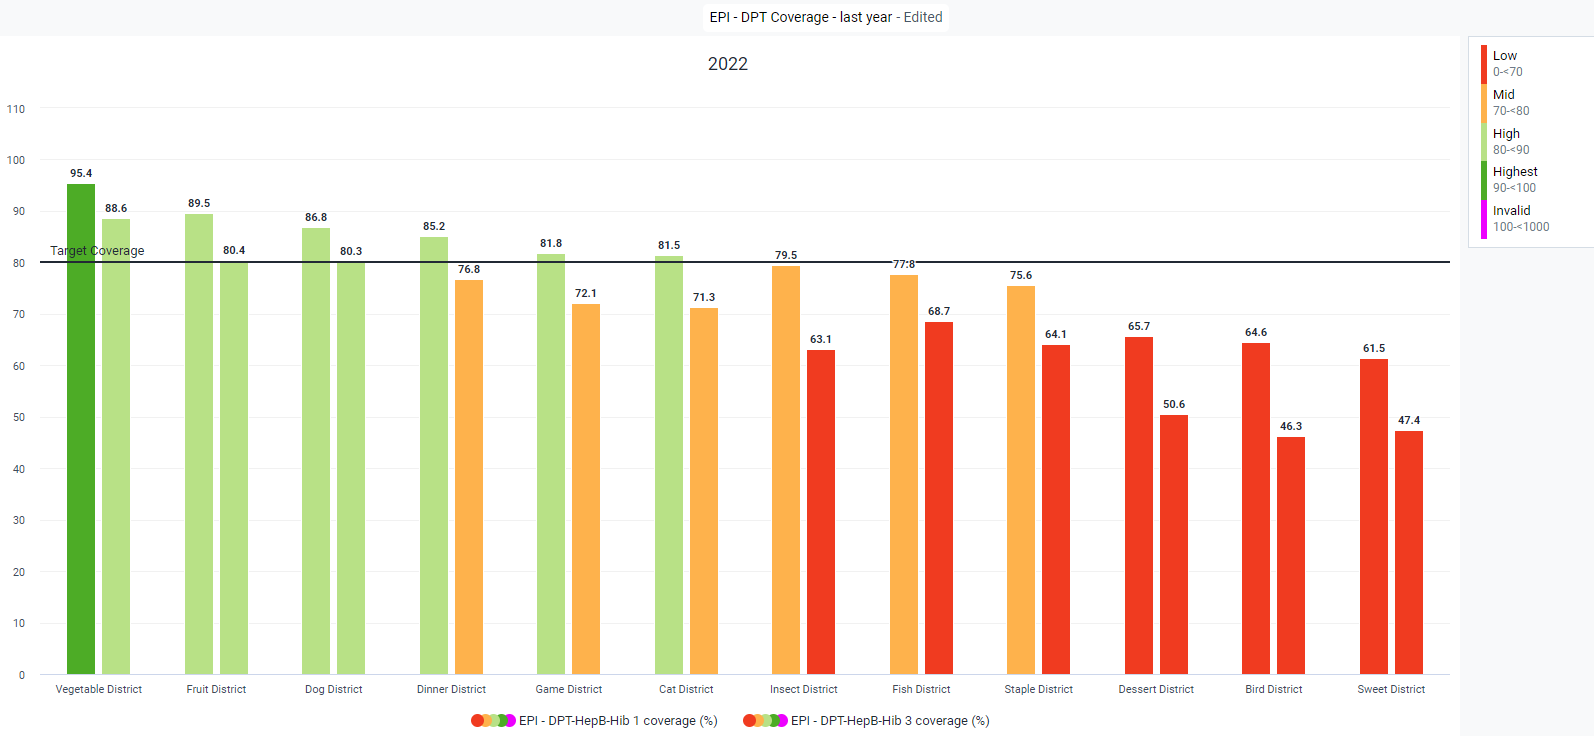 EPI - DPT Coverage - last year - Edited
2022
Low
0-<70
Mid
70-<80
High
80-<90
Highest
90-<100
Invalid
100-<1000
110
100
90
80
70
60
50
40
30
20
10
0
Target Coverage
95.4
88.6
89.5
80.4
86.8
80.3
85.2
76.8
81.8
72.1
81.5
71.3
79.5
63.1
77.8
68.7
75.6
64.1
65.7
50.6
64.6
46.3
61.5
47.4
Vegetable District
Fruit District
Dog District
Dinner District
Game District
Cat District
Insect District
Fish District
Staple District
Dessert District
Bird District
Sweet District
EPI - DPT-HepB-Hib 1 coverage (%)
EPI - DPT-HepB-Hib 3 coverage (%)